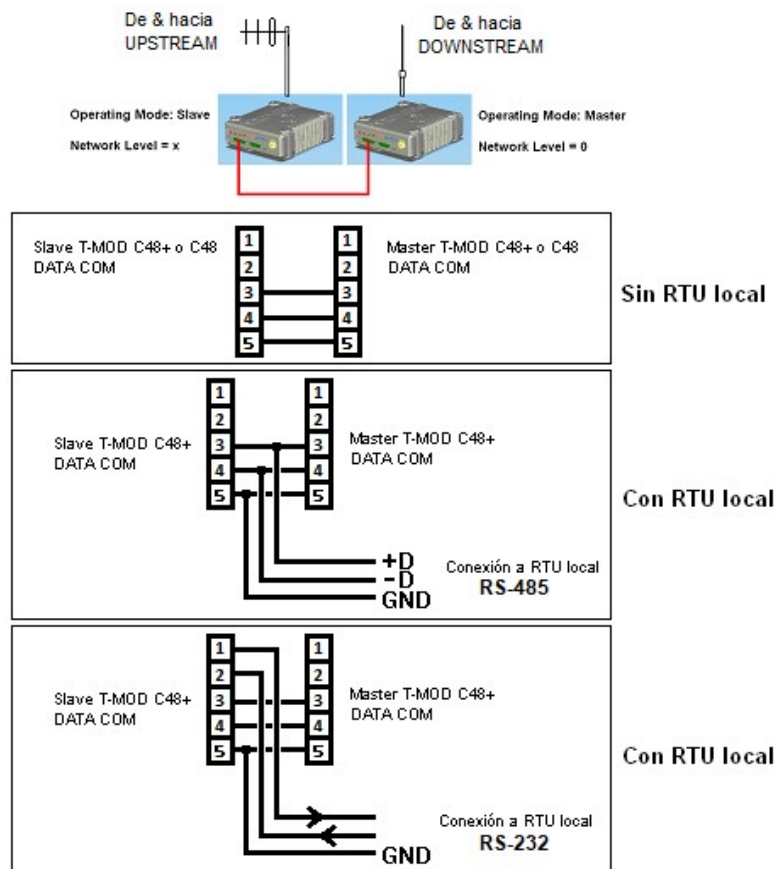 De & hacia
UPSTREAM
De & hacia
DOWNSTREAM
Operating Mode: Slave
Network Level = x
Operating Mode: Master
Network Level = 0
Slave T-MOD C48+ o C48
DATA COM
1
2
3
4
5
1
2
3
4
5
Master T-MOD C48+ o C48
DATA COM
Sin RTU local
Slave T-MOD C48+
DATA COM
1
2
3
4
5
1
2
3
4
5
Master T-MOD C48+
DATA COM
+D
-D
GND
Conexión a RTU local
RS-485
Con RTU local
Slave T-MOD C48+
DATA COM
1
2
3
4
5
1
2
3
4
5
Master T-MOD C48+
DATA COM
GND
Conexión a RTU local
RS-232
Con RTU local